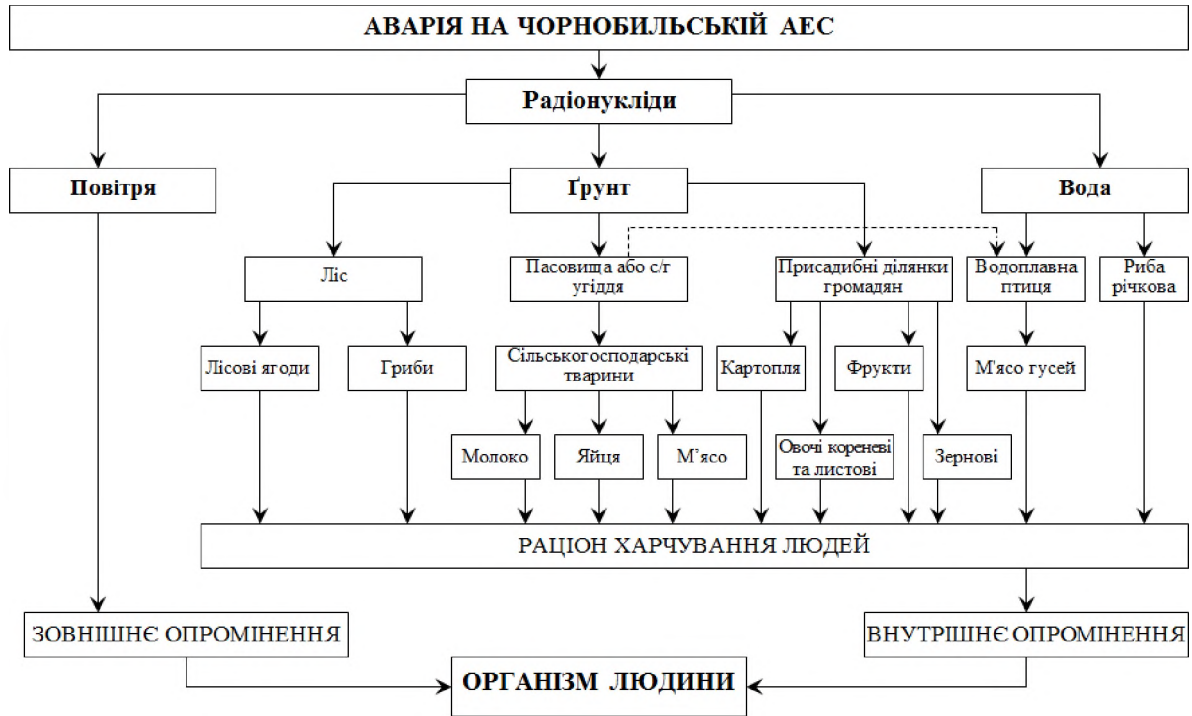 АВАРІЯ НА ЧОРНОБИЛЬСЬКІЙ АЕС
Радіонукліди
Повітря
Ґрунт
Вода
Ліс
Пасовища або с/г
угіддя
Присадибні ділянки
громадян
Водоплавна
птиця
Риба
річкова
Лісові ягоди
Гриби
Сільськогосподарські
тварини
Картопля
Фрукти
М'ясо гусей
Молоко
Яйця
М’ясо
Овочі кореневі
та листові
Зернові
РАЦІОН ХАРЧУВАННЯ ЛЮДЕЙ
ЗОВНІШНЄ ОПРОМІНЕННЯ
ВНУТРІШНЄ ОПРОМІНЕННЯ
ОРГАНІЗМ ЛЮДИНИ